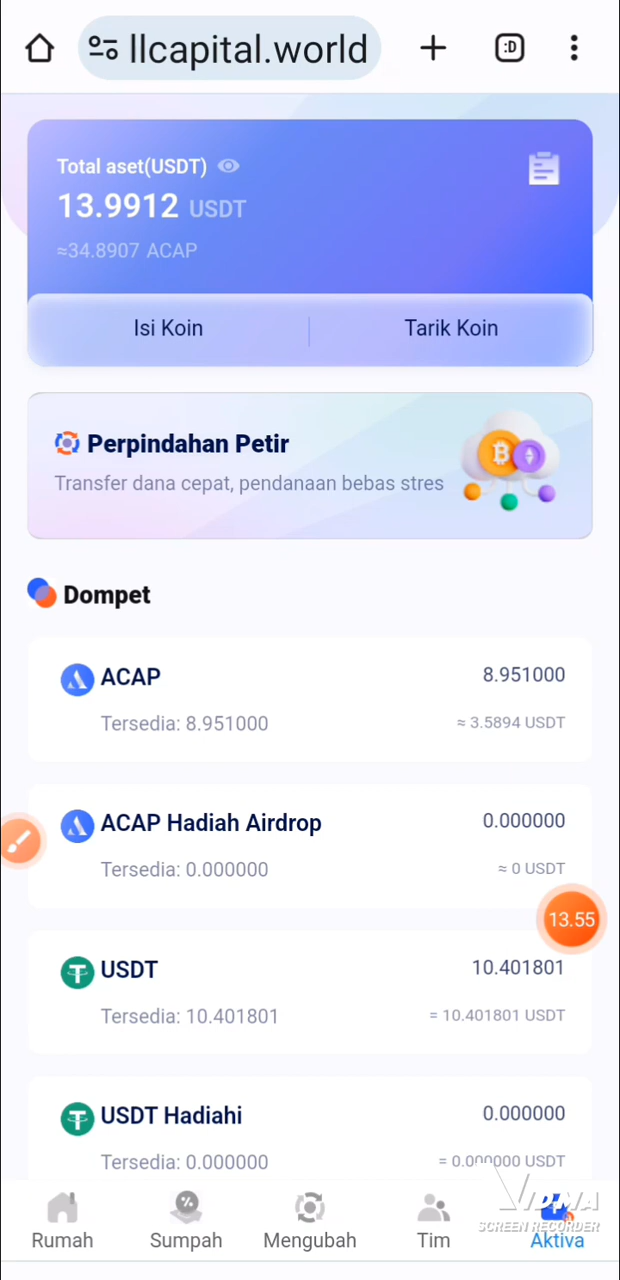 llcapital.world
:D
Total aset(USDT)
13.9912 USDT
≈34.8907 ACAP
Isi Koin
Tarik Koin
Perpindahan Petir
Transfer dana cepat, pendanaan bebas stres
Dompet
ACAP
8.951000
Tersedia: 8.951000
≈ 3.5894 USDT
ACAP Hadiah Airdrop
0.000000
Tersedia: 0.000000
≈ 0 USDT
13.55
USDT
10.401801
Tersedia: 10.401801
= 10.401801 USDT
USDT Hadiahi
0.000000
Tersedia: 0.000000
= 0.000000 USDT
VIDMA
SCREEN RECORDER
Rumah
Sumpah
Mengubah
Tim
Aktiva